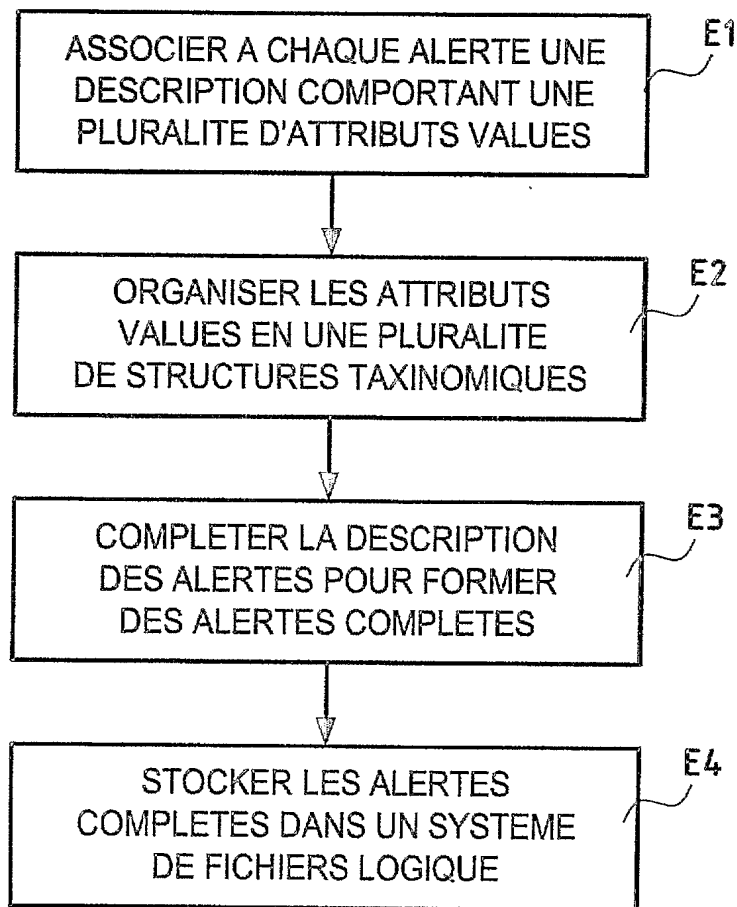 ASSOCIER A CHAQUE ALERTE UNE
DESCRIPTION COMPORTANT UNE
PLURALITE D'ATTRIBUTS VALUES
E1
ORGANISER LES ATTRIBUTS
VALUES EN UNE PLURALITE
DE STRUCTURES TAXINOMIQUES
E2
COMPLETER LA DESCRIPTION
DES ALERTES POUR FORMER
DES ALERTES COMPLETES
E3
STOCKER LES ALERTES
COMPLETES DANS UN SYSTEME
DE FICHIERS LOGIQUE
E4